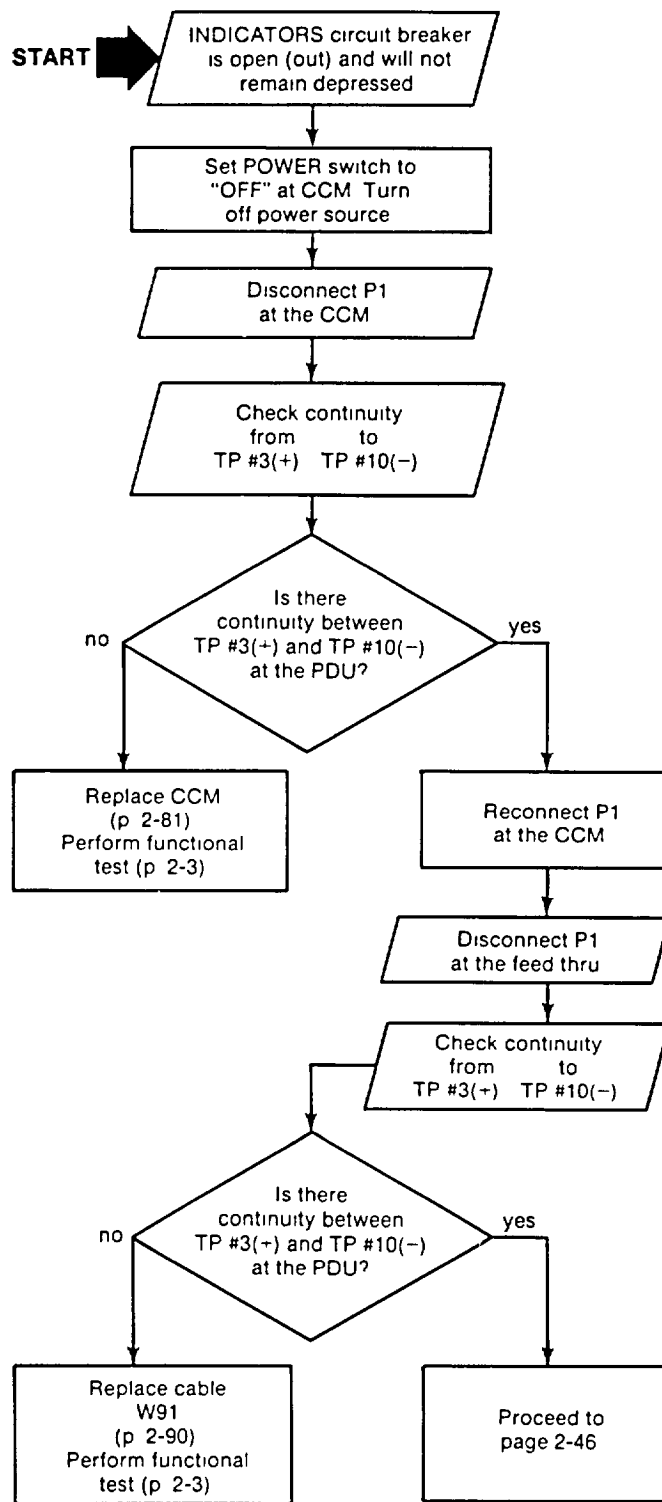 START
INDICATORS circuit breaker
is open (out) and will not
remain depressed
Set POWER switch to
"OFF" at CCM Turn
off power source
Disconnect P1
at the CCM
Check continuity
from to
TP #3(+) TP #10(−)
Is there
continuity between
TP #3(+) and TP #10(−)
at the PDU?
no
yes
Replace CCM
(p 2-81)
Perform functional
test (p 2-3)
Reconnect P1
at the CCM
Disconnect P1
at the feed thru
Check continuity
from to
TP #3(+) TP #10(−)
Is there
continuity between
TP #3(+) and TP #10(−)
at the PDU?
no
yes
Replace cable
W91
(p 2-90)
Perform functional
test (p 2-3)
Proceed to
page 2-46